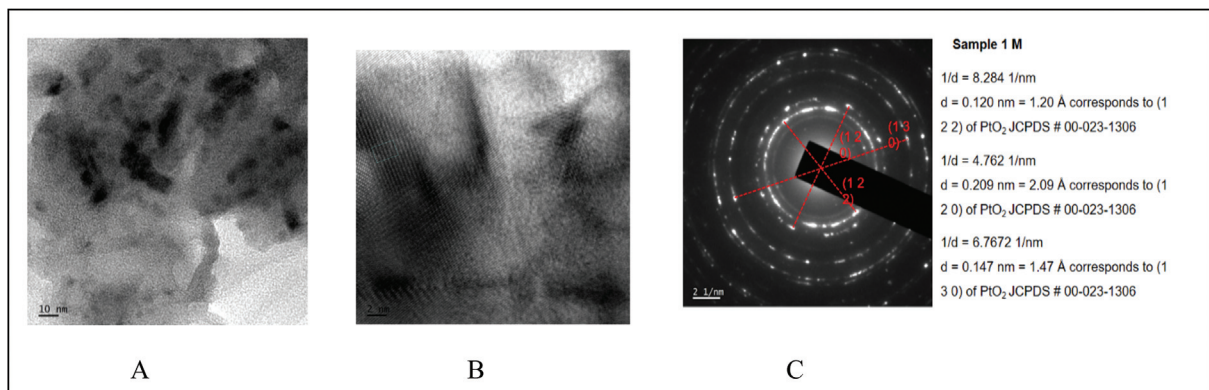 10 nm
A
2 nm
B
(1 3
0)
(1 2
0)
(1 2
2)
2 1/nm
C
Sample 1 M
1/d = 8.284 1/nm
d = 0.120 nm = 1.20 Å corresponds to (1
2 2) of PtO₂ JCPDS # 00-023-1306
1/d = 4.762 1/nm
d = 0.209 nm = 2.09 Å corresponds to (1
2 0) of PtO₂ JCPDS # 00-023-1306
1/d = 6.7672 1/nm
d = 0.147 nm = 1.47 Å corresponds to (1
3 0) of PtO₂ JCPDS # 00-023-1306